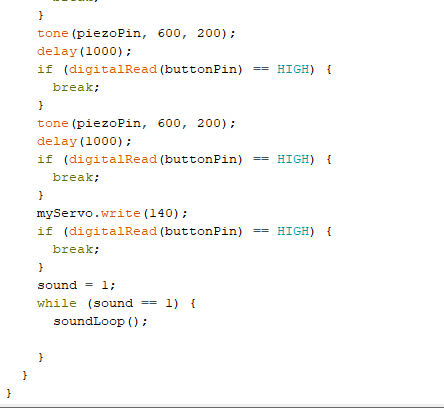 }
tone(piezoPin, 600, 200);
delay(1000);
if (digitalRead(buttonPin) == HIGH) {
break;
}
tone(piezoPin, 600, 200);
delay(1000);
if (digitalRead(buttonPin) == HIGH) {
break;
}
myServo.write(140);
if (digitalRead(buttonPin) == HIGH) {
break;
}
sound = 1;
while (sound == 1) {
soundLoop();
}
}
}